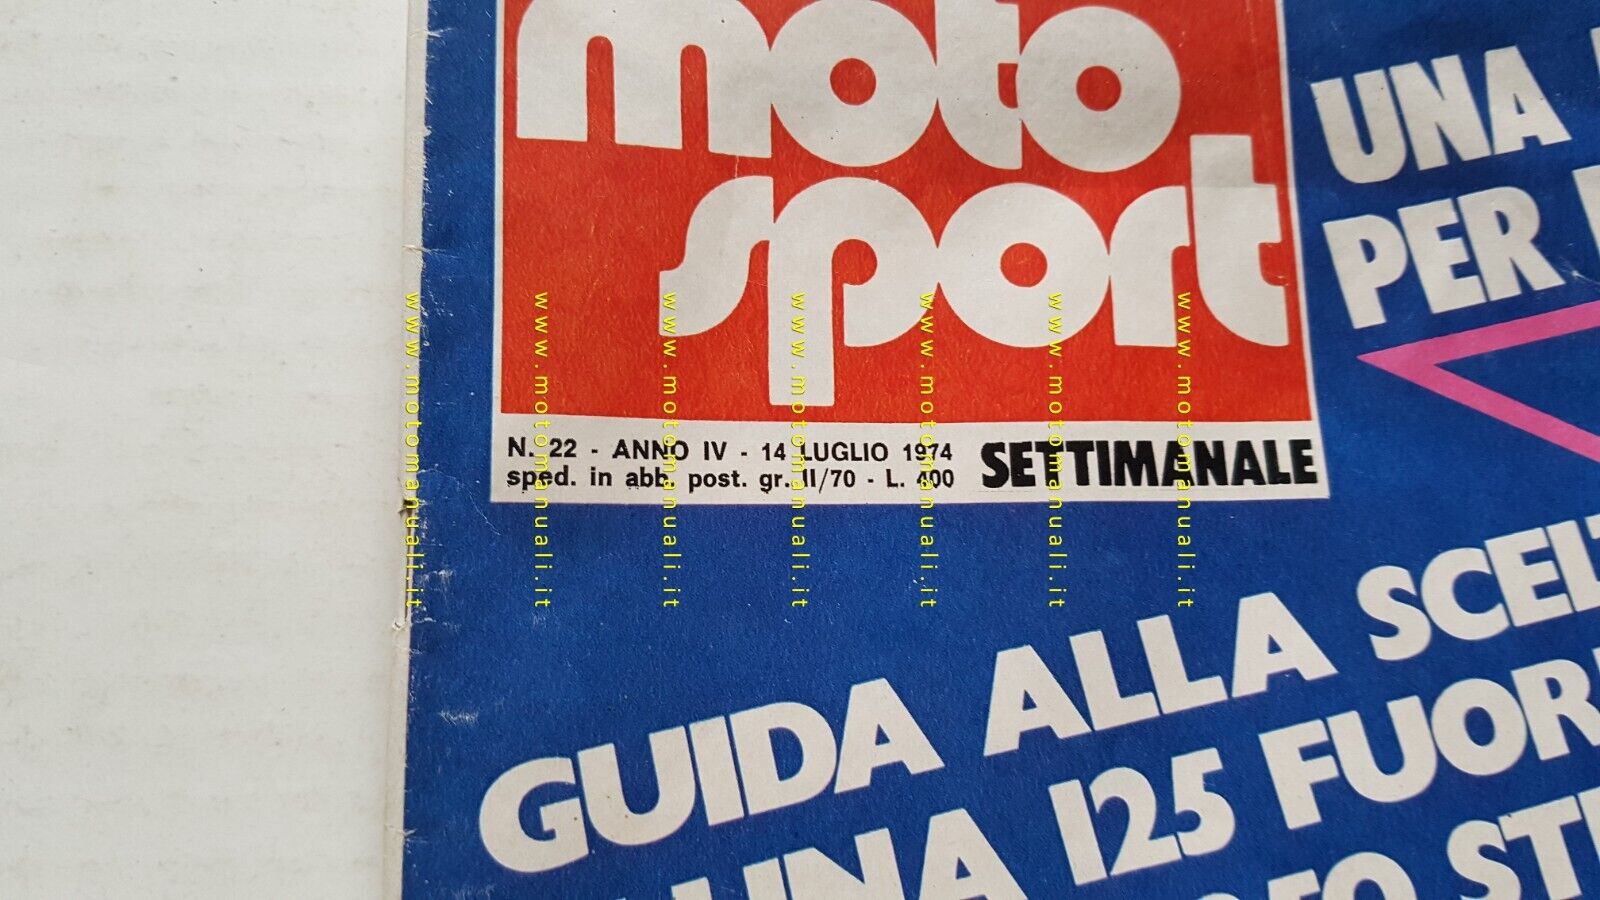 moto
sport
N. 22 - ANNO IV - 14 LUGLIO 1974
sped. in abb. post. gr. II/70 - L. 400
SETTIMANALE
UNA
PER
GUIDA ALLA SCEL
UNA 125 FUOR
www.motomanuali.it
www.motomanuali.it
www.motomanuali.it
www.motomanuali.it
www.motomanuali.it
www.motomanuali.it
www.motomanuali.it